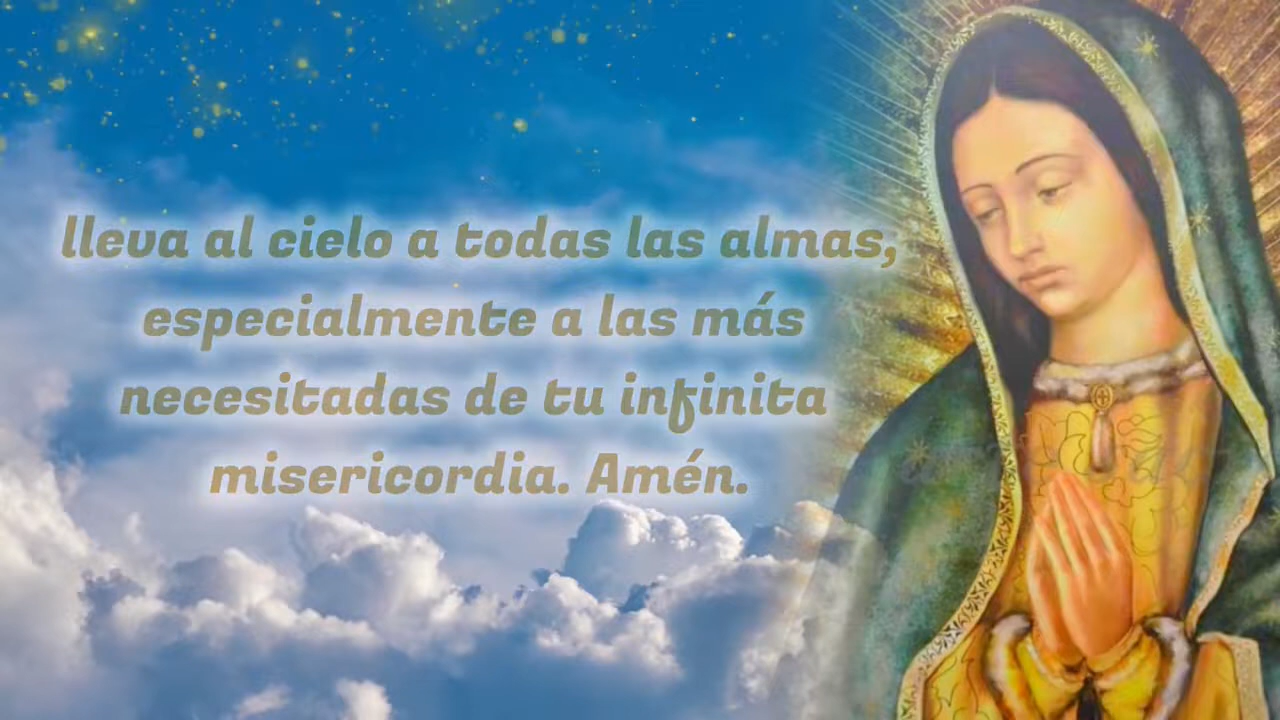 lleva al cielo a todas las almas,
especialmente a las más
necesitadas de tu infinita
misericordia. Amén.